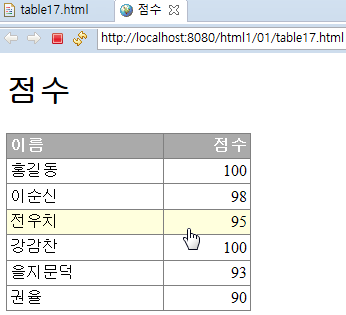 table17.html 점수
http://localhost:8080/html1/01/table17.html
점수
이름 점수
홍길동 100
이순신 98
전우치 95
강감찬 100
을지문덕 93
권율 90